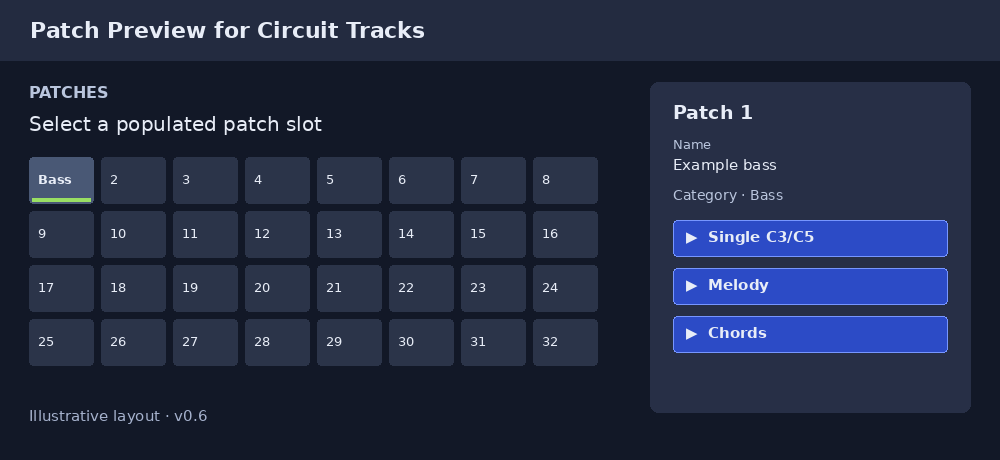 Patch Preview for Circuit Tracks
PATCHES
Select a populated patch slot
Bass 2 3 4 5 6 7 8
9 10 11 12 13 14 15 16
17 18 19 20 21 22 23 24
25 26 27 28 29 30 31 32
Illustrative layout · v0.6
Patch 1
Name
Example bass
Category · Bass
▶ Single C3/C5
▶ Melody
▶ Chords